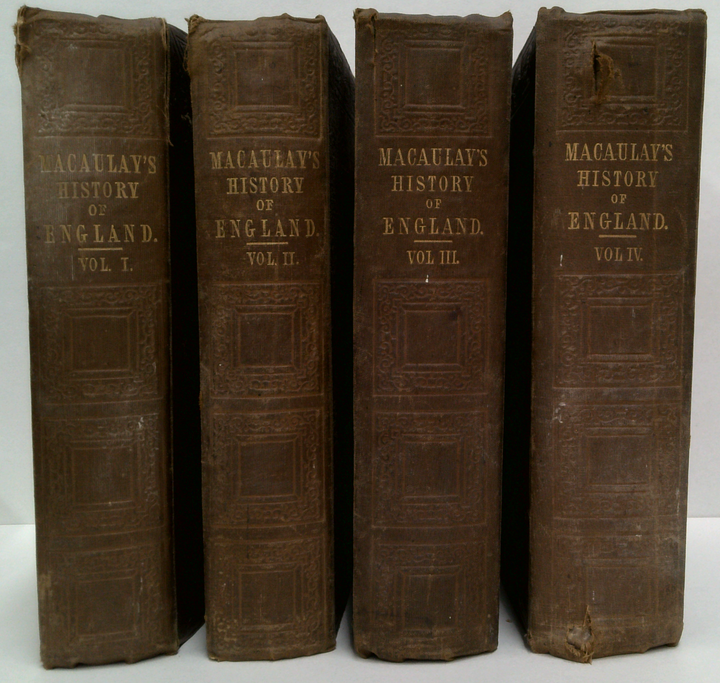 MACAULAY'S
HISTORY
OF
ENGLAND.
VOL. I.
MACAULAY'S
HISTORY
OF
ENGLAND.
VOL. II.
MACAULAY'S
HISTORY
OF
ENGLAND.
VOL III.
MACAULAY'S
HISTORY
OF
ENGLAND.
VOL IV.